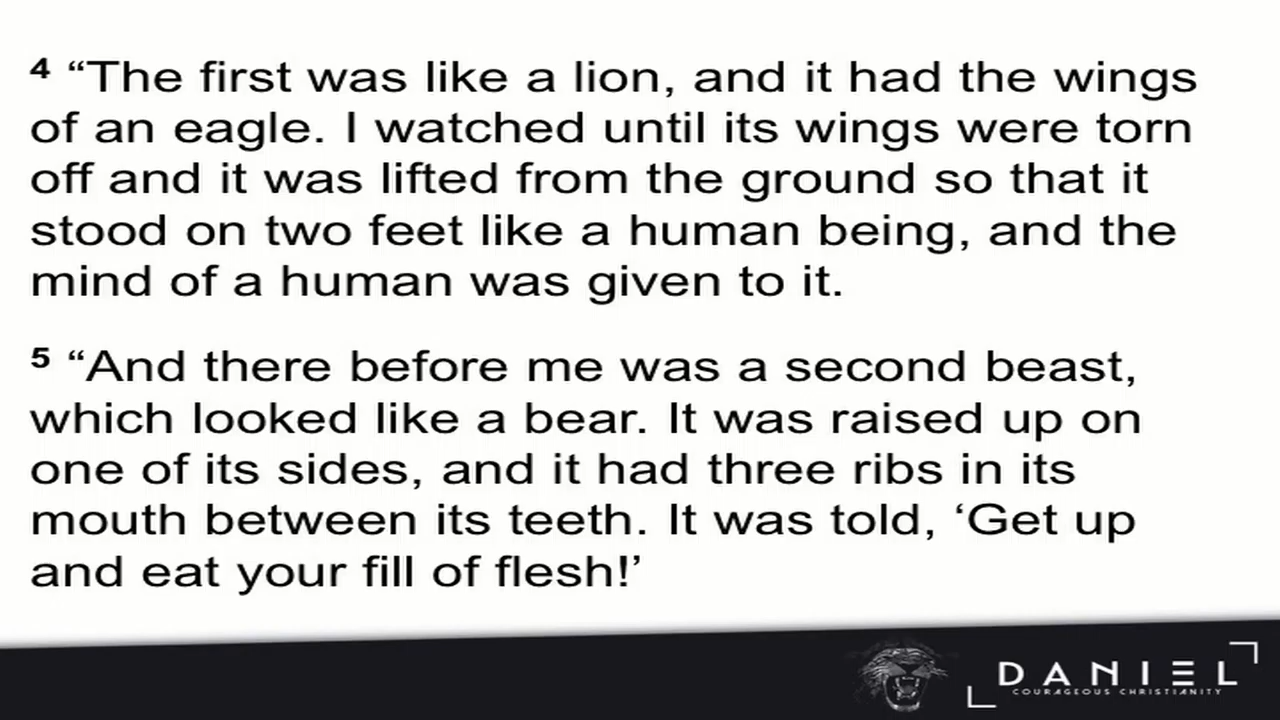 4 “The first was like a lion, and it had the wings
of an eagle. I watched until its wings were torn
off and it was lifted from the ground so that it
stood on two feet like a human being, and the
mind of a human was given to it.
5 “And there before me was a second beast,
which looked like a bear. It was raised up on
one of its sides, and it had three ribs in its
mouth between its teeth. It was told, ‘Get up
and eat your fill of flesh!’
DANIEL
COURAGEOUS CHRISTIANITY